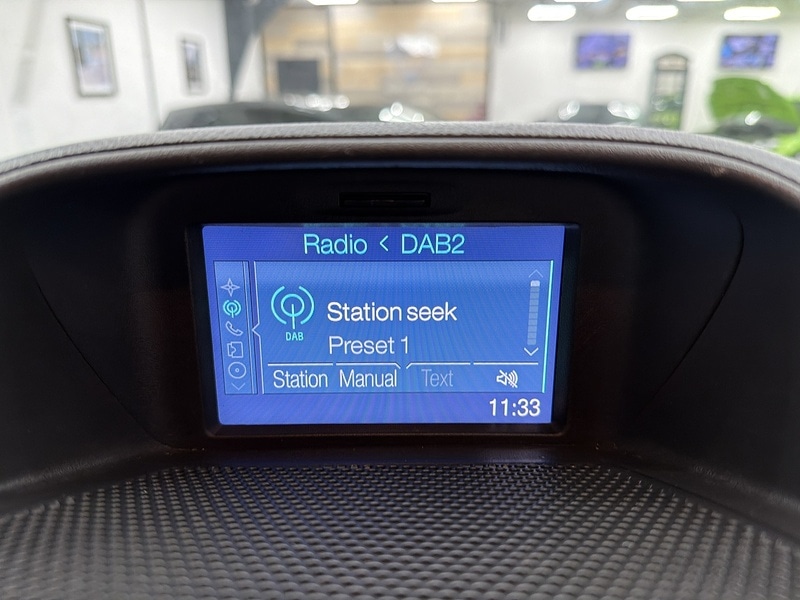 Radio < DAB2
DAB
Station seek
Preset 1
Station Manual Text
11:33